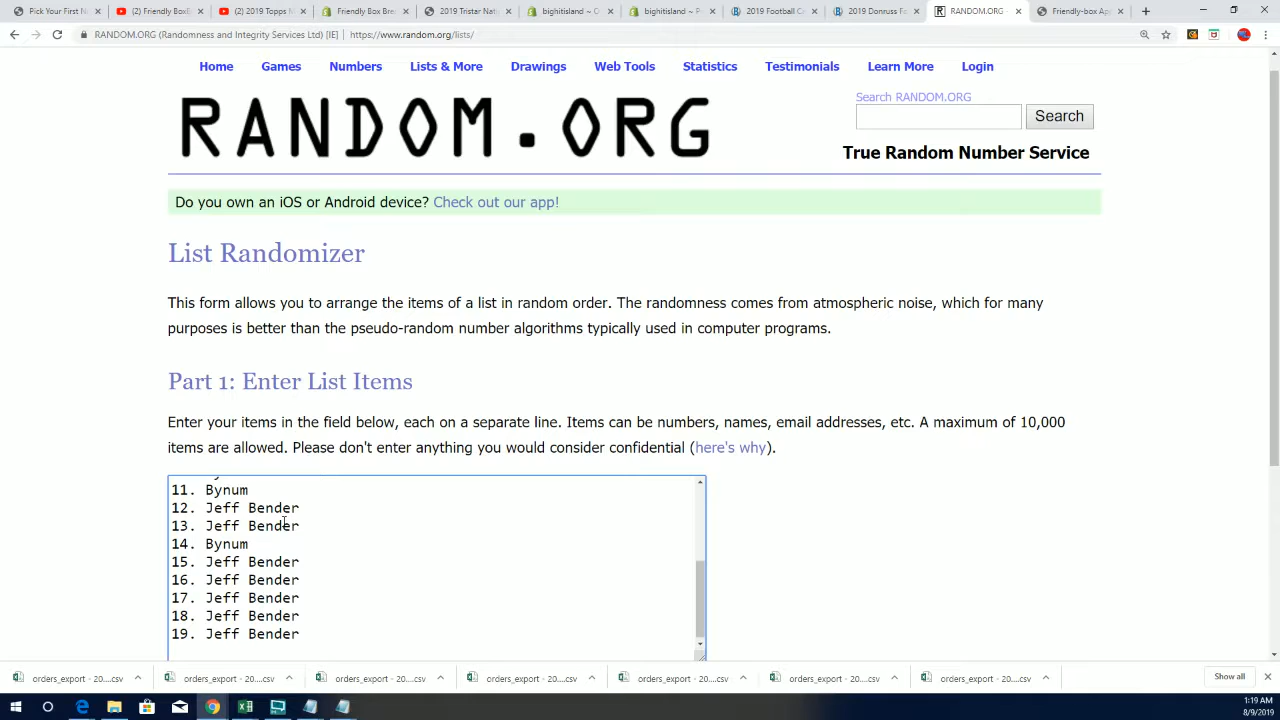 Pick Your First N
(2) Friendly BoxB
(2) 2019 Topps M
Friendly Box Bre
2019 Tristar Nati
bighitisland ~ O
bighitisland ~ P
2019 Football C
2019 Donruss Fo
RANDOM.ORG
Friendly-box Ap
RANDOM.ORG (Randomness and Integrity Services Ltd) [IE] | https://www.random.org/lists/
Home Games Numbers Lists & More Drawings Web Tools Statistics Testimonials Learn More Login
RANDOM.ORG
Search RANDOM.ORG
Search
True Random Number Service
Do you own an iOS or Android device? Check out our app!
List Randomizer
This form allows you to arrange the items of a list in random order. The randomness comes from atmospheric noise, which for many
purposes is better than the pseudo-random number algorithms typically used in computer programs.
Part 1: Enter List Items
Enter your items in the field below, each on a separate line. Items can be numbers, names, email addresses, etc. A maximum of 10,000
items are allowed. Please don't enter anything you would consider confidential (here's why).
11. Bynum
12. Jeff Bender
13. Jeff Bender
14. Bynum
15. Jeff Bender
16. Jeff Bender
17. Jeff Bender
18. Jeff Bender
19. Jeff Bender
orders_export - 20....csv
orders_export - 20....csv
orders_export - 20....csv
orders_export - 20....csv
orders_export - 20....csv
orders_export - 20....csv
orders_export - 20....csv
Show all
1:19 AM
8/9/2019